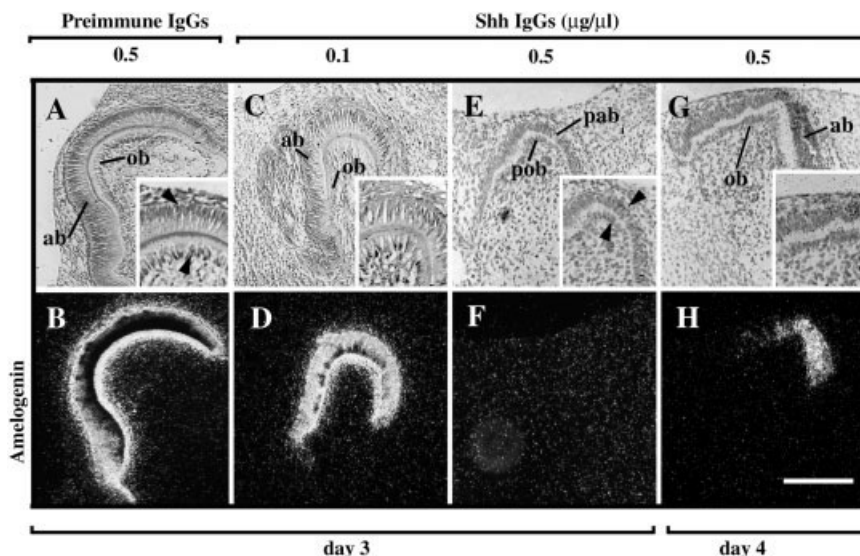 Preimmune IgGs Shh IgGs (µg/µl)
0.5 0.1 0.5 0.5
A C E G
ob ab ob pab pob ab ob
ab
B D F H
Amelogenin
day 3 day 4